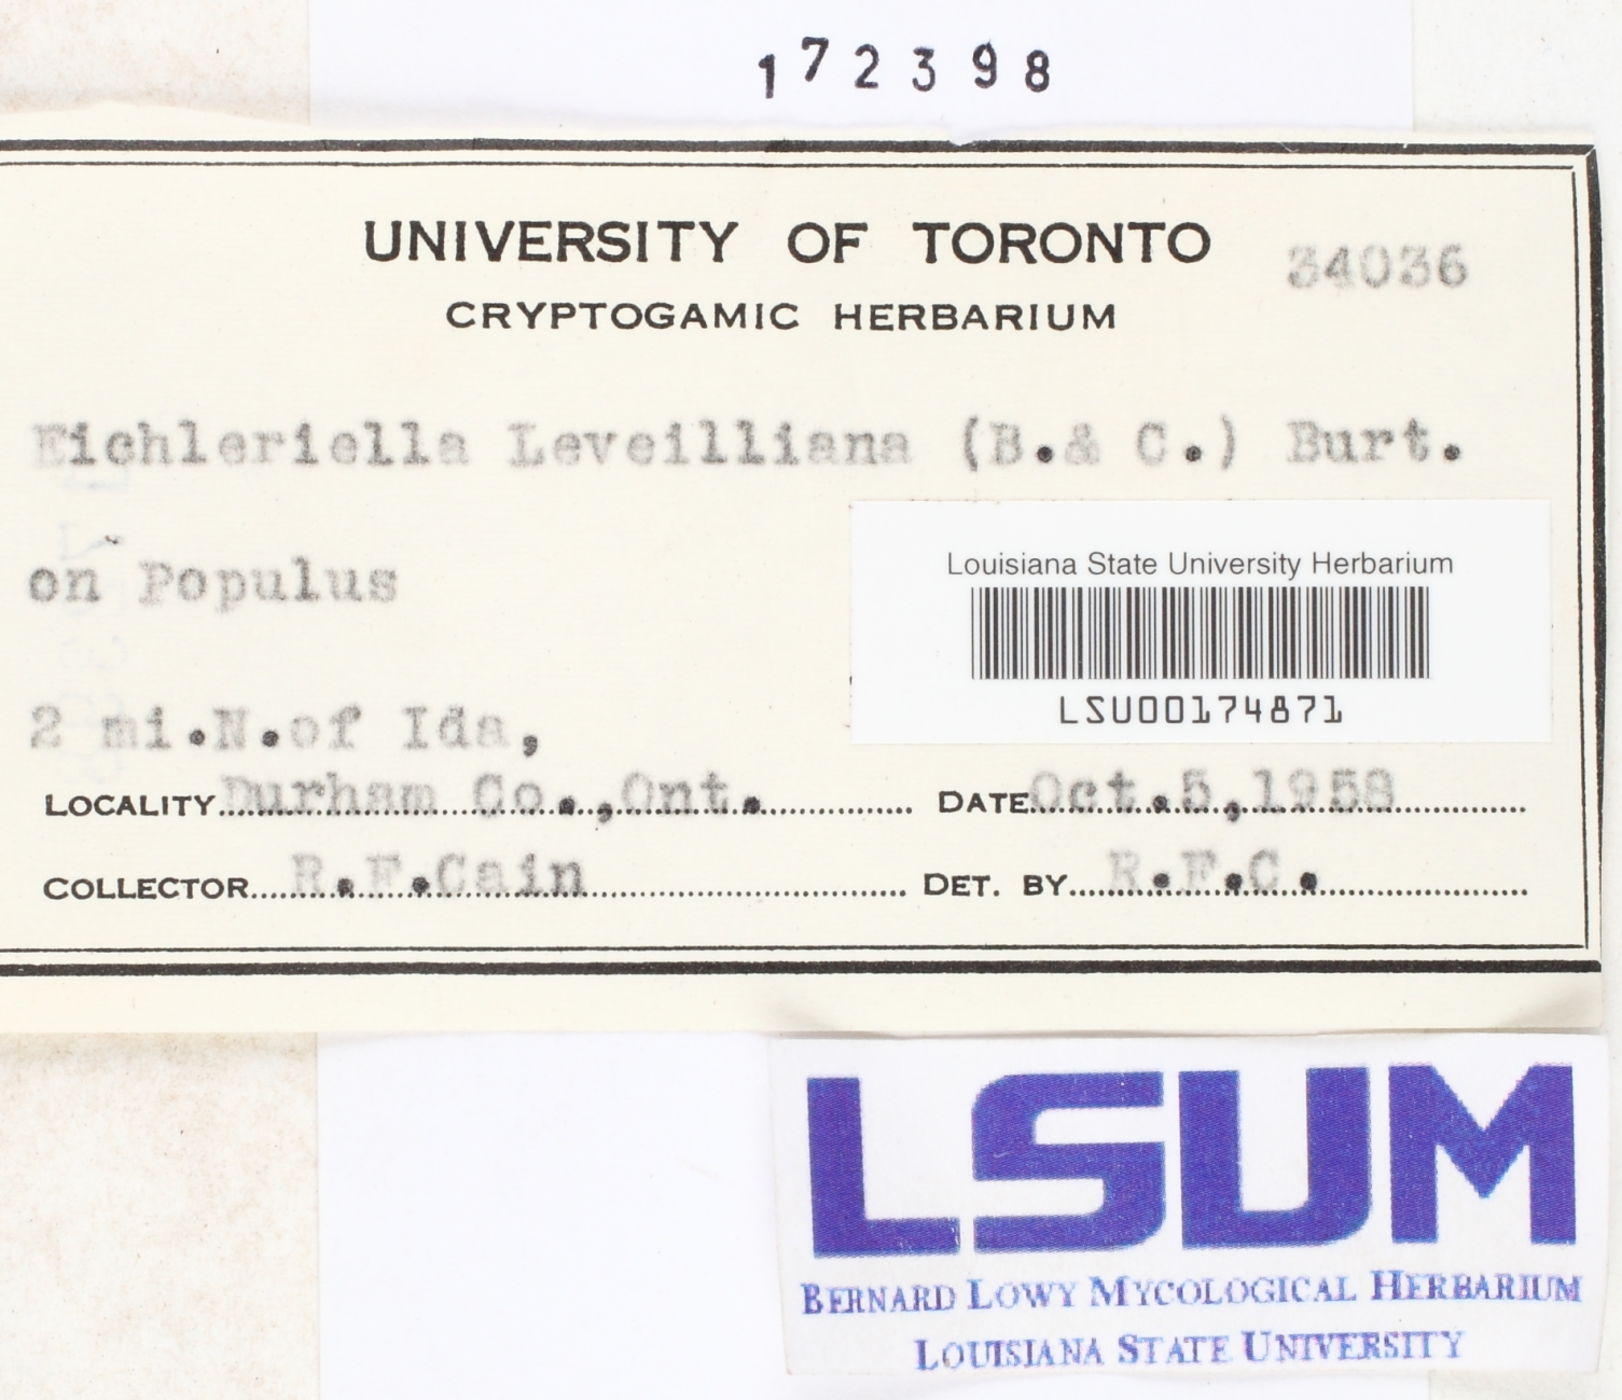 172398
UNIVERSITY OF TORONTO 34036
CRYPTOGAMIC HERBARIUM
Eichleriella Leveilliana (B.& C.) Burt.
on Populus
Louisiana State University Herbarium
LSU00174871
2 mi.N.of Ida,
LOCALITY Durham Co.,Ont. DATE Oct.5,1958
COLLECTOR R.F.Cain DET. BY R.F.C.
LSUM
BERNARD LOWY MYCOLOGICAL HERBARIUM
LOUISIANA STATE UNIVERSITY